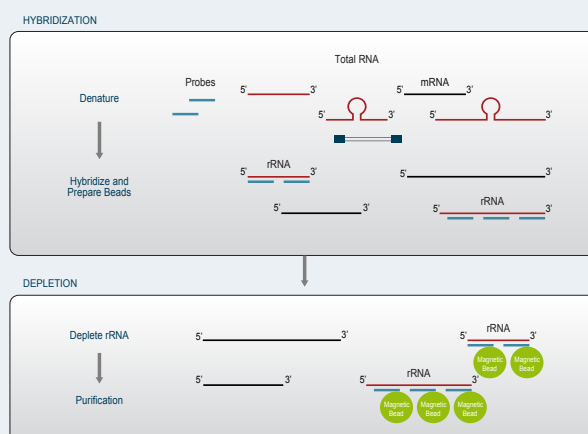 HYBRIDIZATION
Total RNA
Probes
5' 3'
mRNA
5' 3'
Denature
5' 3'
5' 3'
rRNA
5' 3'
5' 3'
Hybridize and
Prepare Beads
5' 3'
rRNA
5' 3'
DEPLETION
Deplete rRNA
5' 3'
rRNA
5' 3'
Magnetic
Bead
Magnetic
Bead
Purification
5' 3'
rRNA
5' 3'
Magnetic
Bead
Magnetic
Bead
Magnetic
Bead